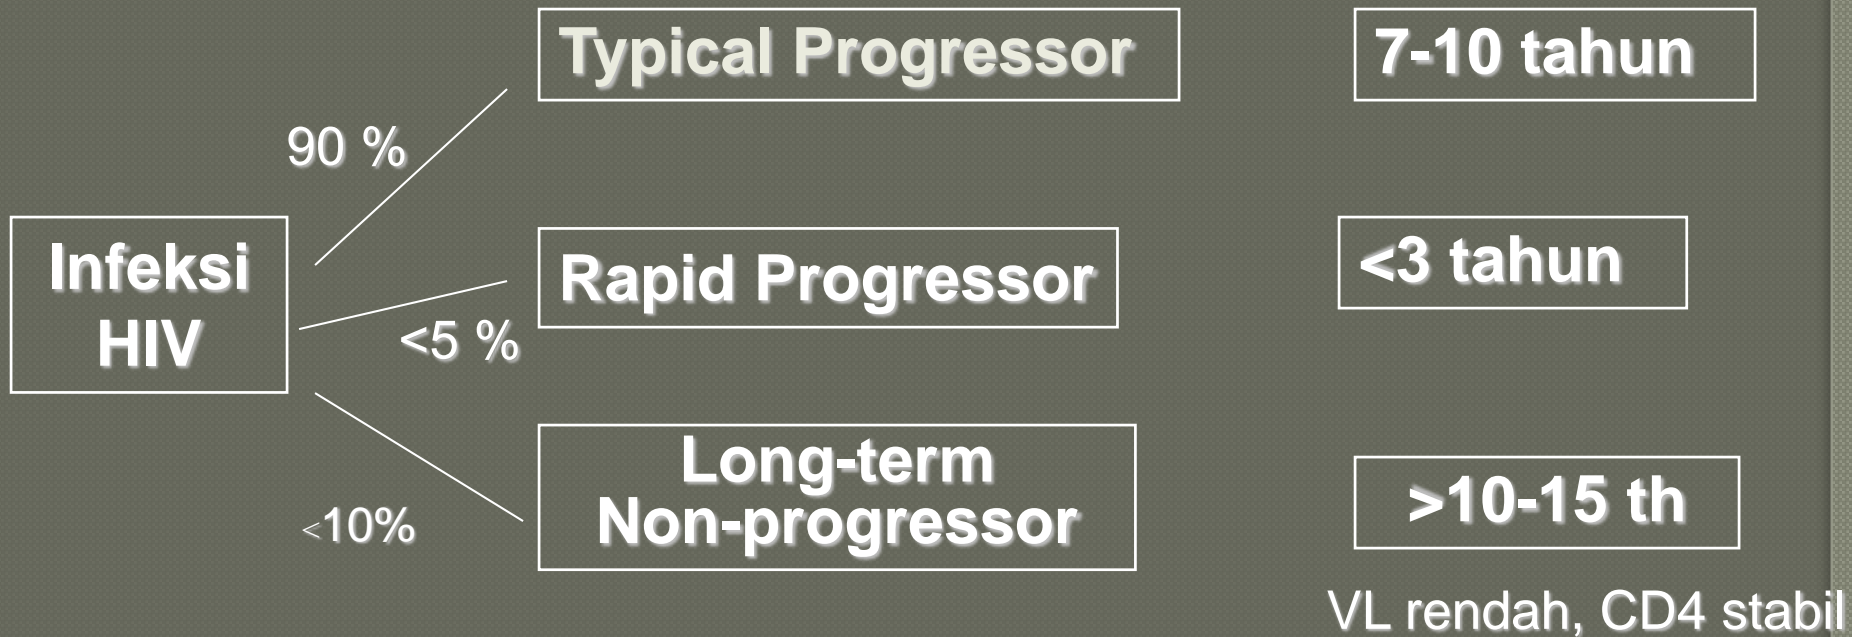 Typical Progressor
7-10 tahun
90 %
Infeksi
HIV
Rapid Progressor
<3 tahun
<5 %
Long-term
Non-progressor
>10-15 th
<10%
VL rendah, CD4 stabil